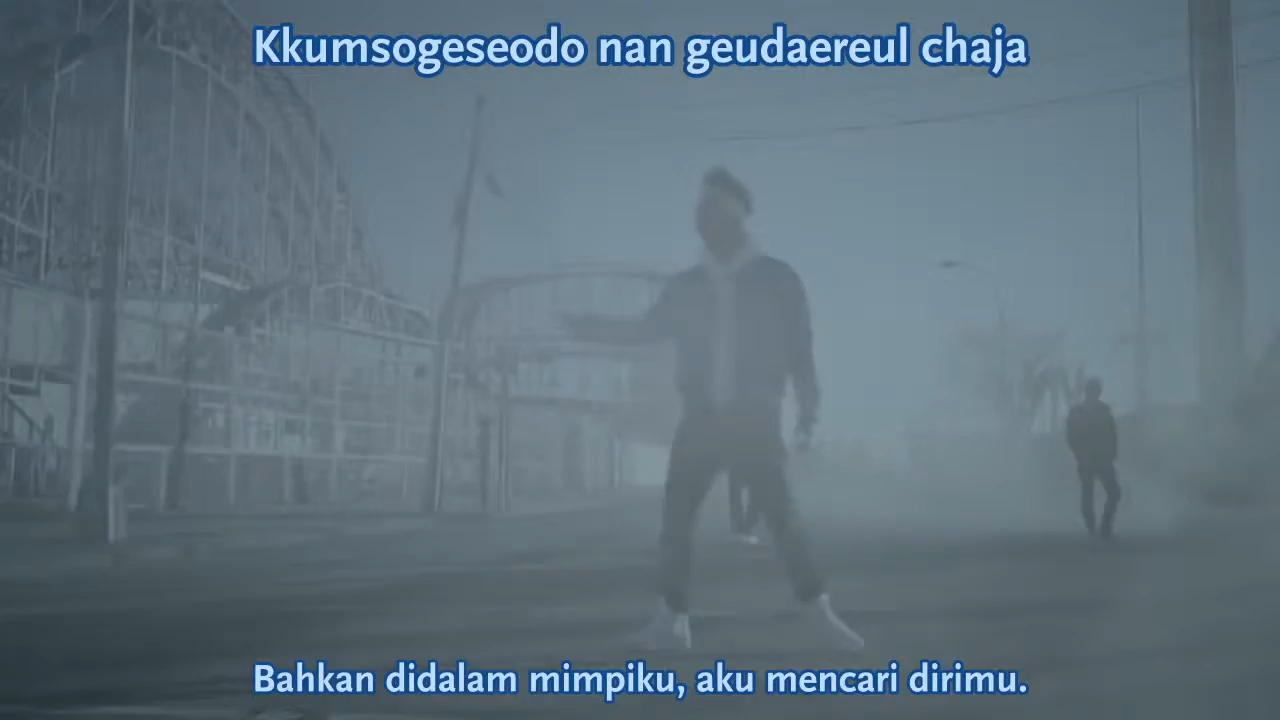 Kkumsogeseodo nan geudaereul chaja
Bahkan didalam mimpiku, aku mencari dirimu.